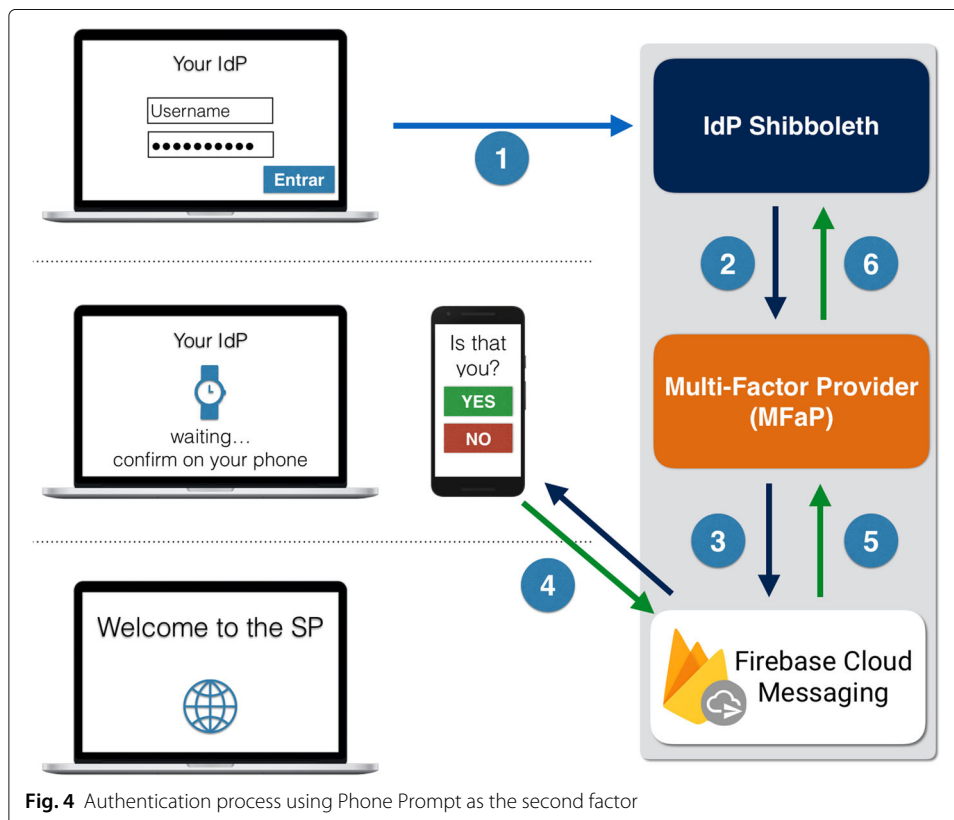 Your IdP
Username
Entrar
1
IdP Shibboleth
2
6
Your IdP
waiting...
confirm on your phone
Is that
you?
YES
NO
Multi-Factor Provider
(MFaP)
3
5
4
Welcome to the SP
Firebase Cloud
Messaging
Fig. 4 Authentication process using Phone Prompt as the second factor